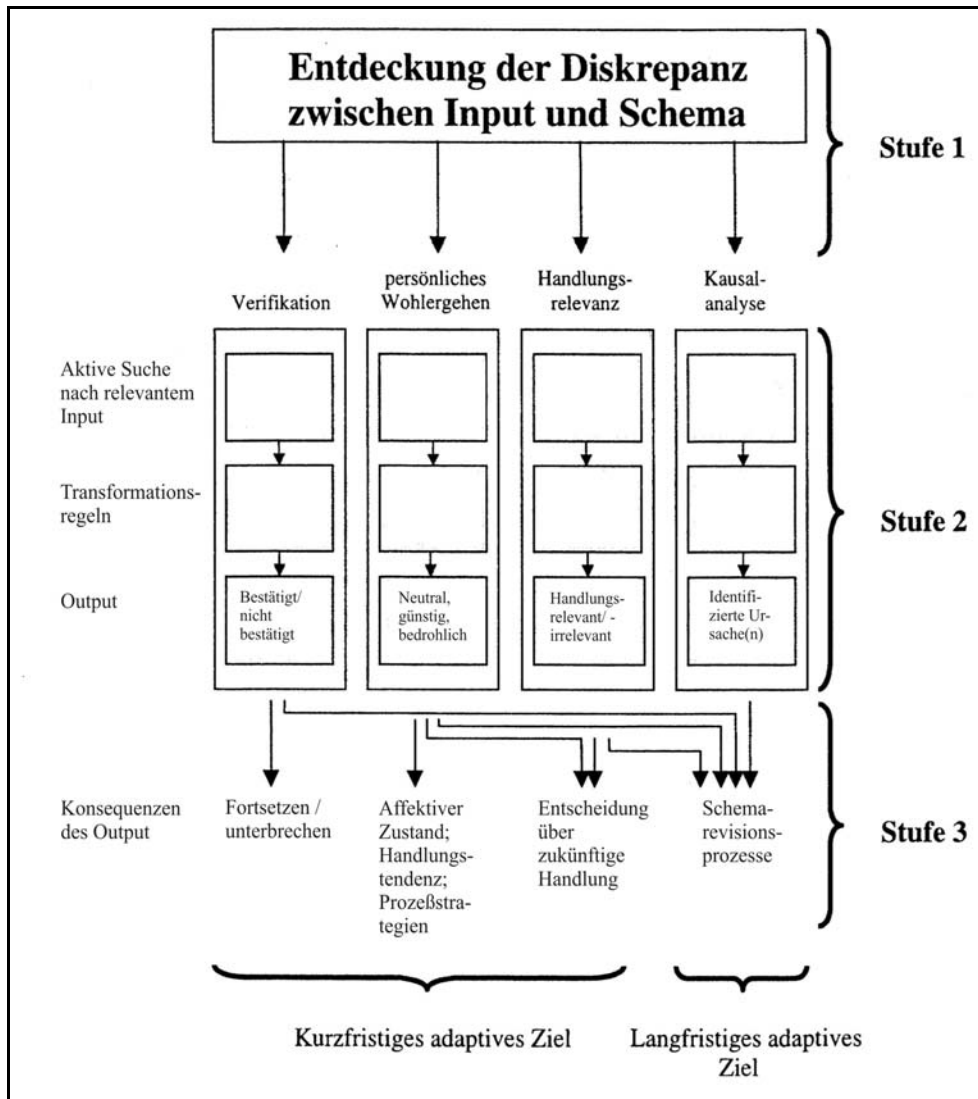 Entdeckung der Diskrepanz
zwischen Input und Schema
Stufe 1
Verifikation
persönliches
Wohlergehen
Handlungs-
relevanz
Kausal-
analyse
Aktive Suche
nach relevantem
Input
Transformations-
regeln
Stufe 2
Output
Bestätigt/
nicht
bestätigt
Neutral,
günstig,
bedrohlich
Handlungs-
relevant/ -
irrelevant
Identifi-
zierte Ur-
sache(n)
Konsequenzen
des Output
Fortsetzen /
unterbrechen
Affektiver
Zustand;
Handlungs-
tendenz;
Prozeßstra-
tegien
Entscheidung
über
zukünftige
Handlung
Schema-
revisions-
prozesse
Stufe 3
Kurzfristiges adaptives Ziel
Langfristiges adaptives
Ziel